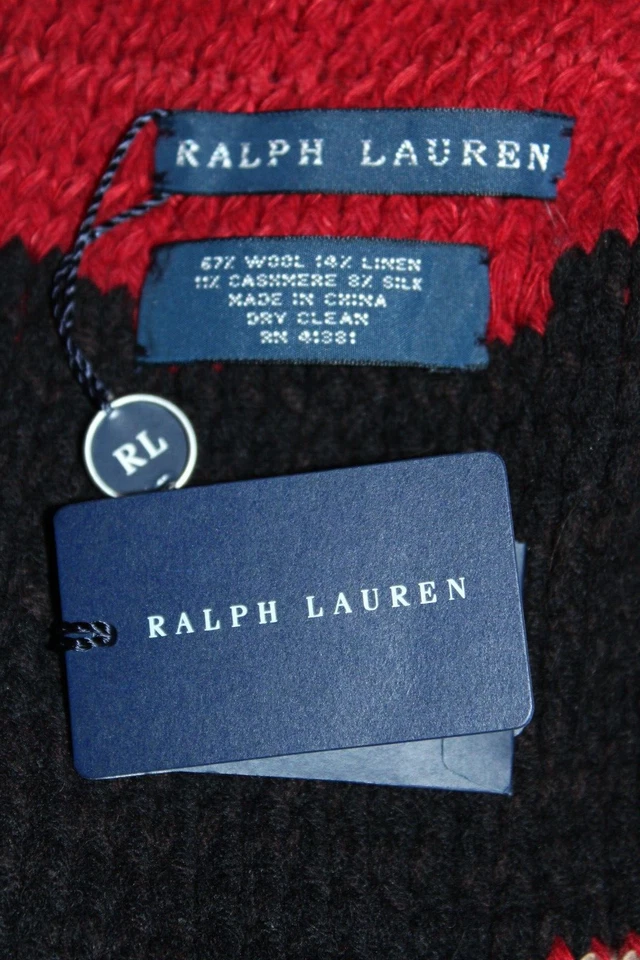 RALPH LAUREN
67% WOOL 14% LINEN
11% CASHMERE 8% SILK
MADE IN CHINA
DRY CLEAN
RN 41381
RL
RALPH LAUREN